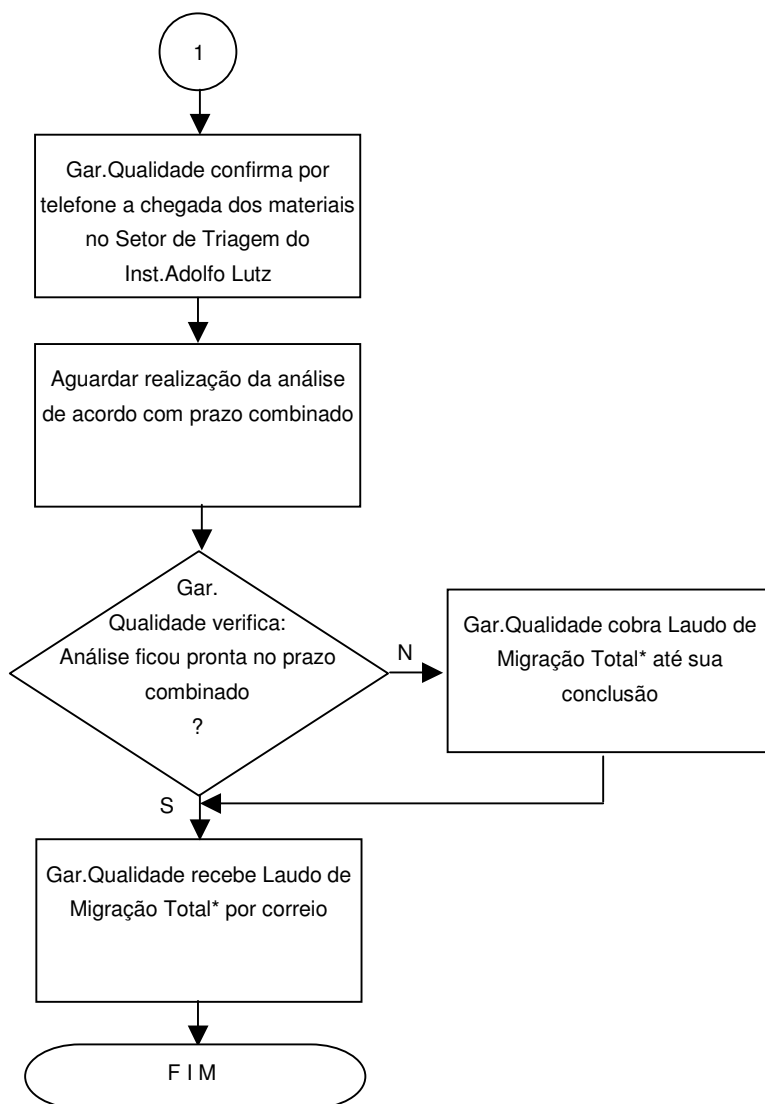 1
Gar.Qualidade confirma por
telefone a chegada dos materiais
no Setor de Triagem do
Inst.Adolfo Lutz
Aguardar realização da análise
de acordo com prazo combinado
Gar.
Qualidade verifica:
Análise ficou pronta no prazo
combinado
?
N
Gar.Qualidade cobra Laudo de
Migração Total* até sua
conclusão
S
Gar.Qualidade recebe Laudo de
Migração Total* por correio
F I M